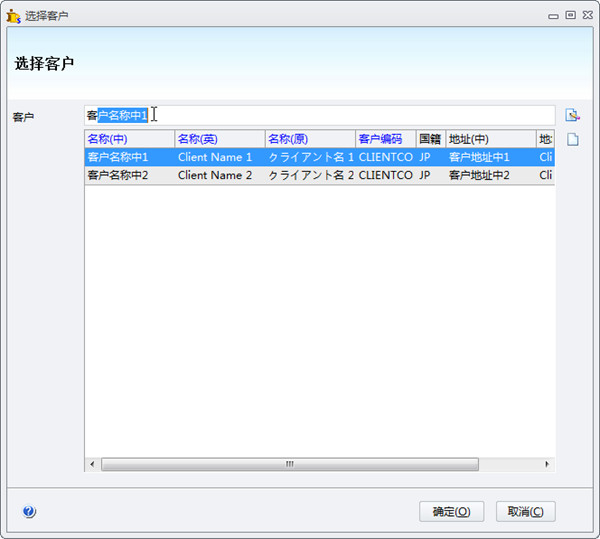 选择客户
选择客户
客户 客户名称中1
名称(中) 名称(英) 名称(原) 客户编码 国籍 地址(中)
客户名称中1 Client Name 1 クライアント名 1 CLIENTCO JP 客户地址中1 Cli
客户名称中2 Client Name 2 クライアント名 2 CLIENTCO JP 客户地址中2 Cli
确定(O) 取消(C)